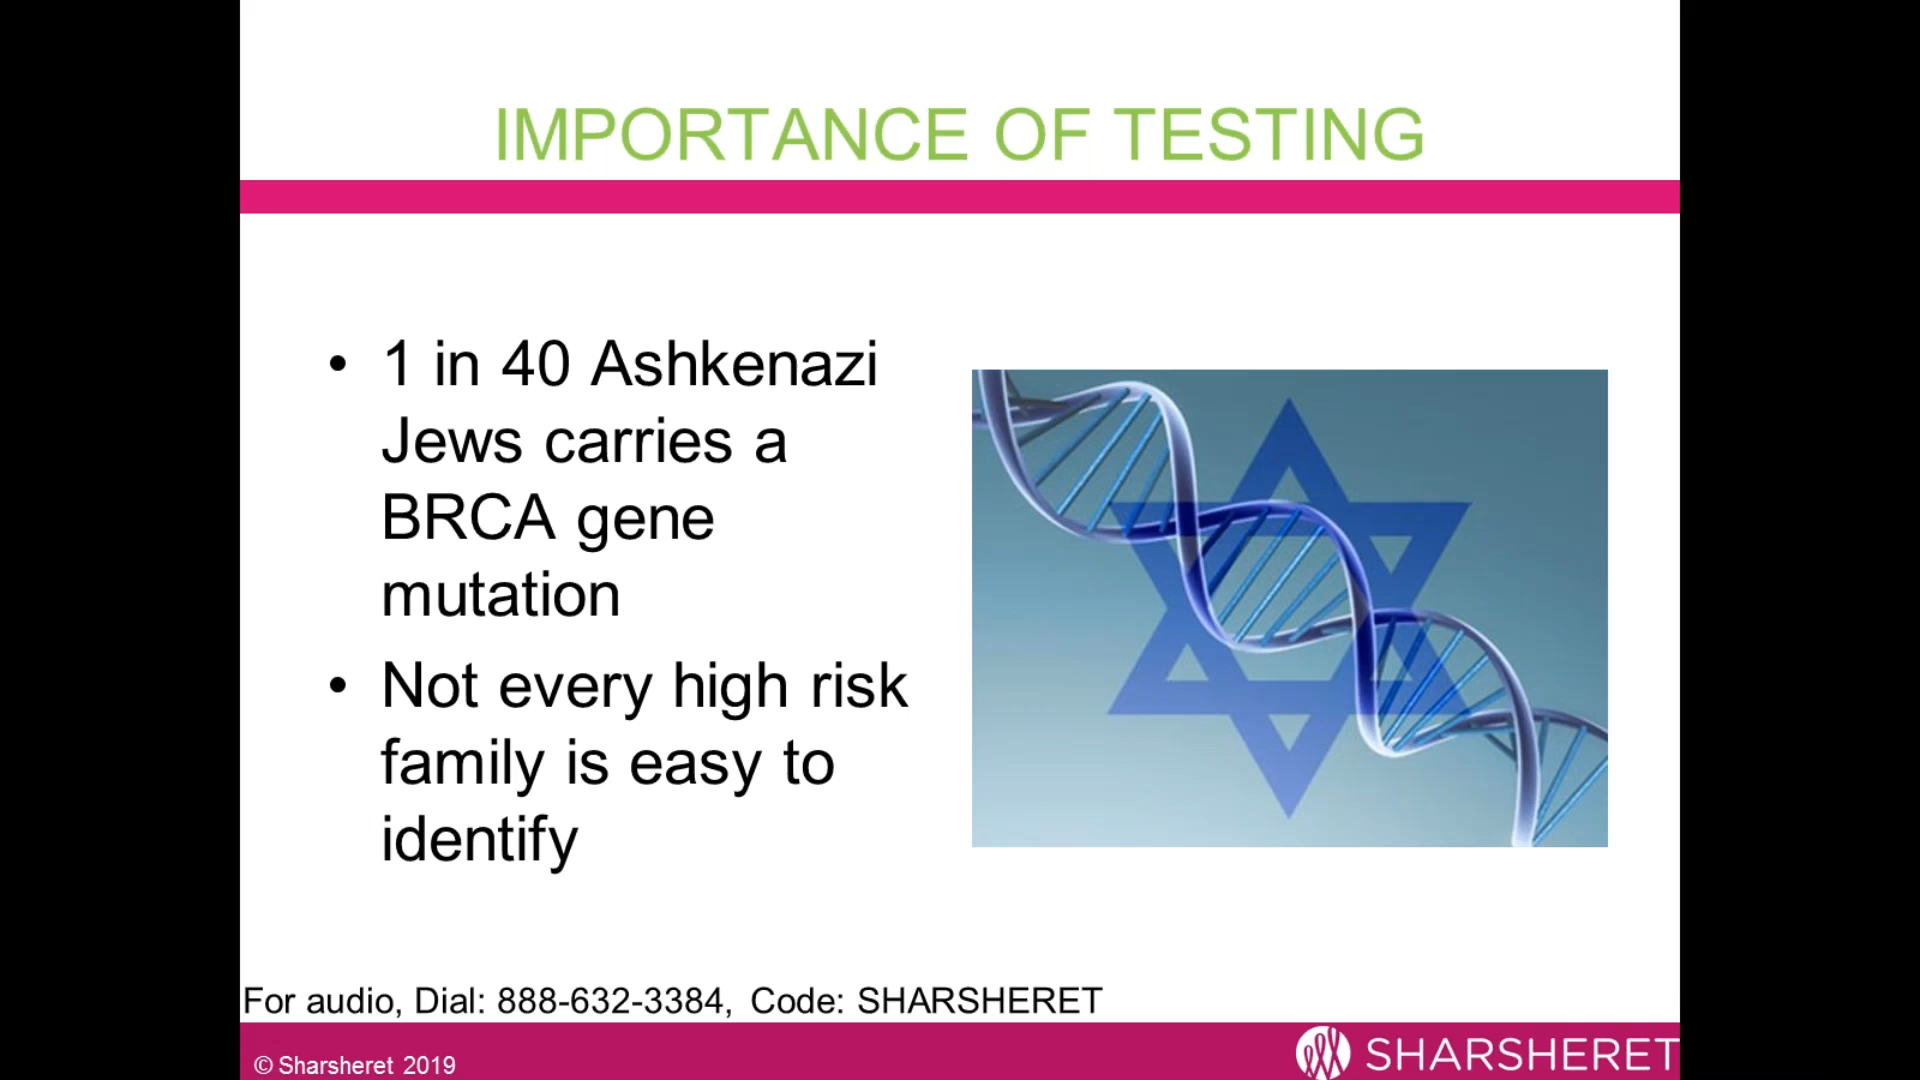 IMPORTANCE OF TESTING
• 1 in 40 Ashkenazi
Jews carries a
BRCA gene
mutation
• Not every high risk
family is easy to
identify
For audio, Dial: 888-632-3384, Code: SHARSHERET
© Sharsheret 2019
SHARSHERET